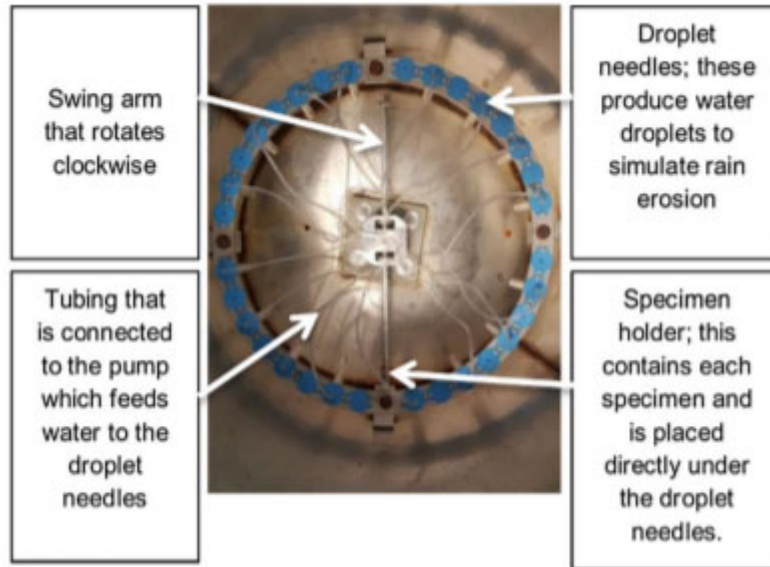 Swing arm
that rotates
clockwise
Droplet
needles; these
produce water
droplets to
simulate rain
erosion
Tubing that
is connected
to the pump
which feeds
water to the
droplet
needles
Specimen
holder; this
contains each
specimen and
is placed
directly under
the droplet
needles.